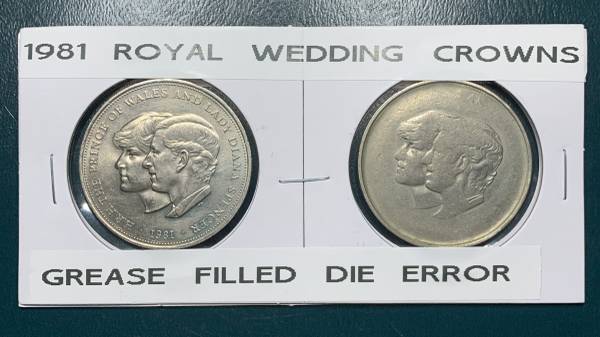 1981 ROYAL WEDDING CROWNS
H.R.H. THE PRINCE OF WALES AND LADY DIANA SPENCER
1981
GREASE FILLED DIE ERROR